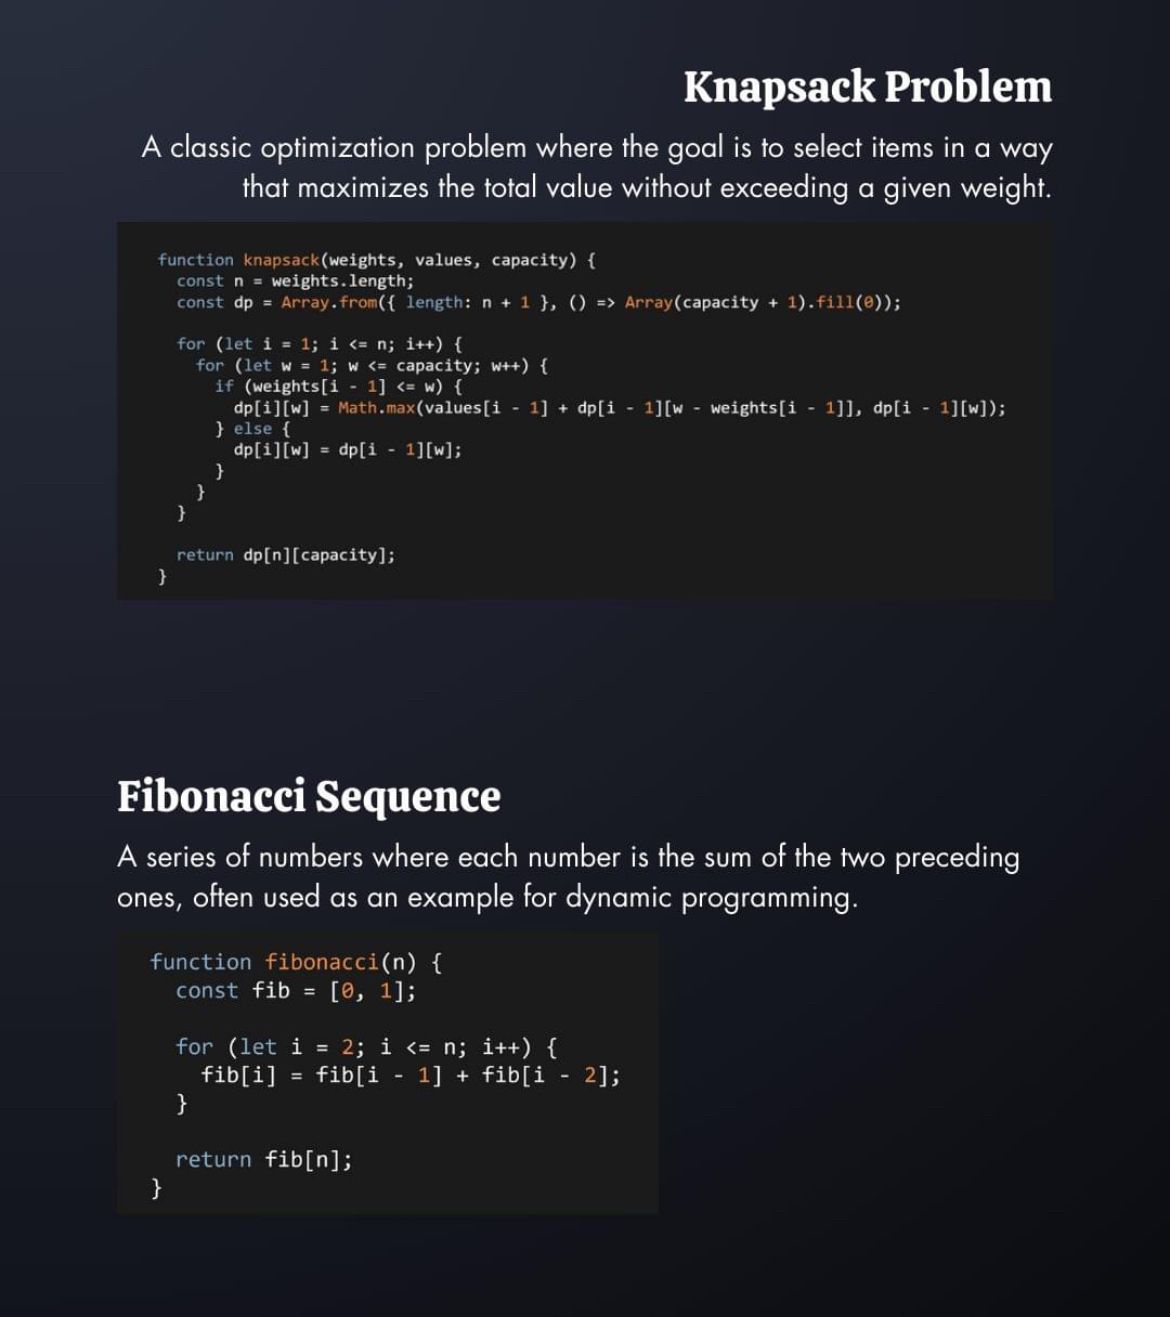 Knapsack Problem
A classic optimization problem where the goal is to select items in a way
that maximizes the total value without exceeding a given weight.
function knapsack(weights, values, capacity) {
  const n = weights.length;
  const dp = Array.from({ length: n + 1 }, () => Array(capacity + 1).fill(0));
  for (let i = 1; i <= n; i++) {
    for (let w = 1; w <= capacity; w++) {
      if (weights[i - 1] <= w) {
        dp[i][w] = Math.max(values[i - 1] + dp[i - 1][w - weights[i - 1]], dp[i - 1][w]);
      } else {
        dp[i][w] = dp[i - 1][w];
      }
    }
  }
  return dp[n][capacity];
}
Fibonacci Sequence
A series of numbers where each number is the sum of the two preceding
ones, often used as an example for dynamic programming.
function fibonacci(n) {
  const fib = [0, 1];
  for (let i = 2; i <= n; i++) {
    fib[i] = fib[i - 1] + fib[i - 2];
  }
  return fib[n];
}